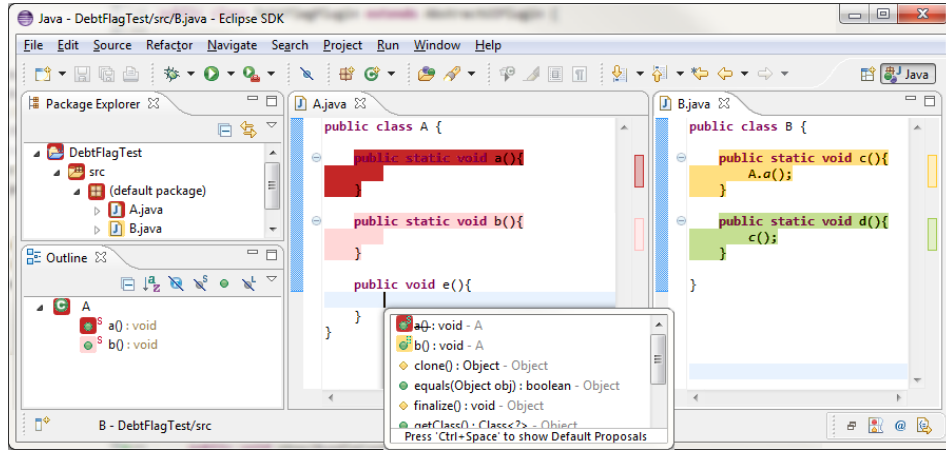 Java - DebtFlagTest/src/B.java - Eclipse SDK
File Edit Source Refactor Navigate Search Project Run Window Help
Java
Package Explorer
DebtFlagTest
src
(default package)
A.java
B.java
Outline
A
a() : void
b() : void
A.java
public class A {
public static void a(){
}
public static void b(){
}
public void e(){
}
}
a() : void - A
b() : void - A
clone() : Object - Object
equals(Object obj) : boolean - Object
finalize() : void - Object
getClass() : Class<?> - Object
Press 'Ctrl+Space' to show Default Proposals
B.java
public class B {
public static void c(){
A.a();
}
public static void d(){
c();
}
}
B - DebtFlagTest/src